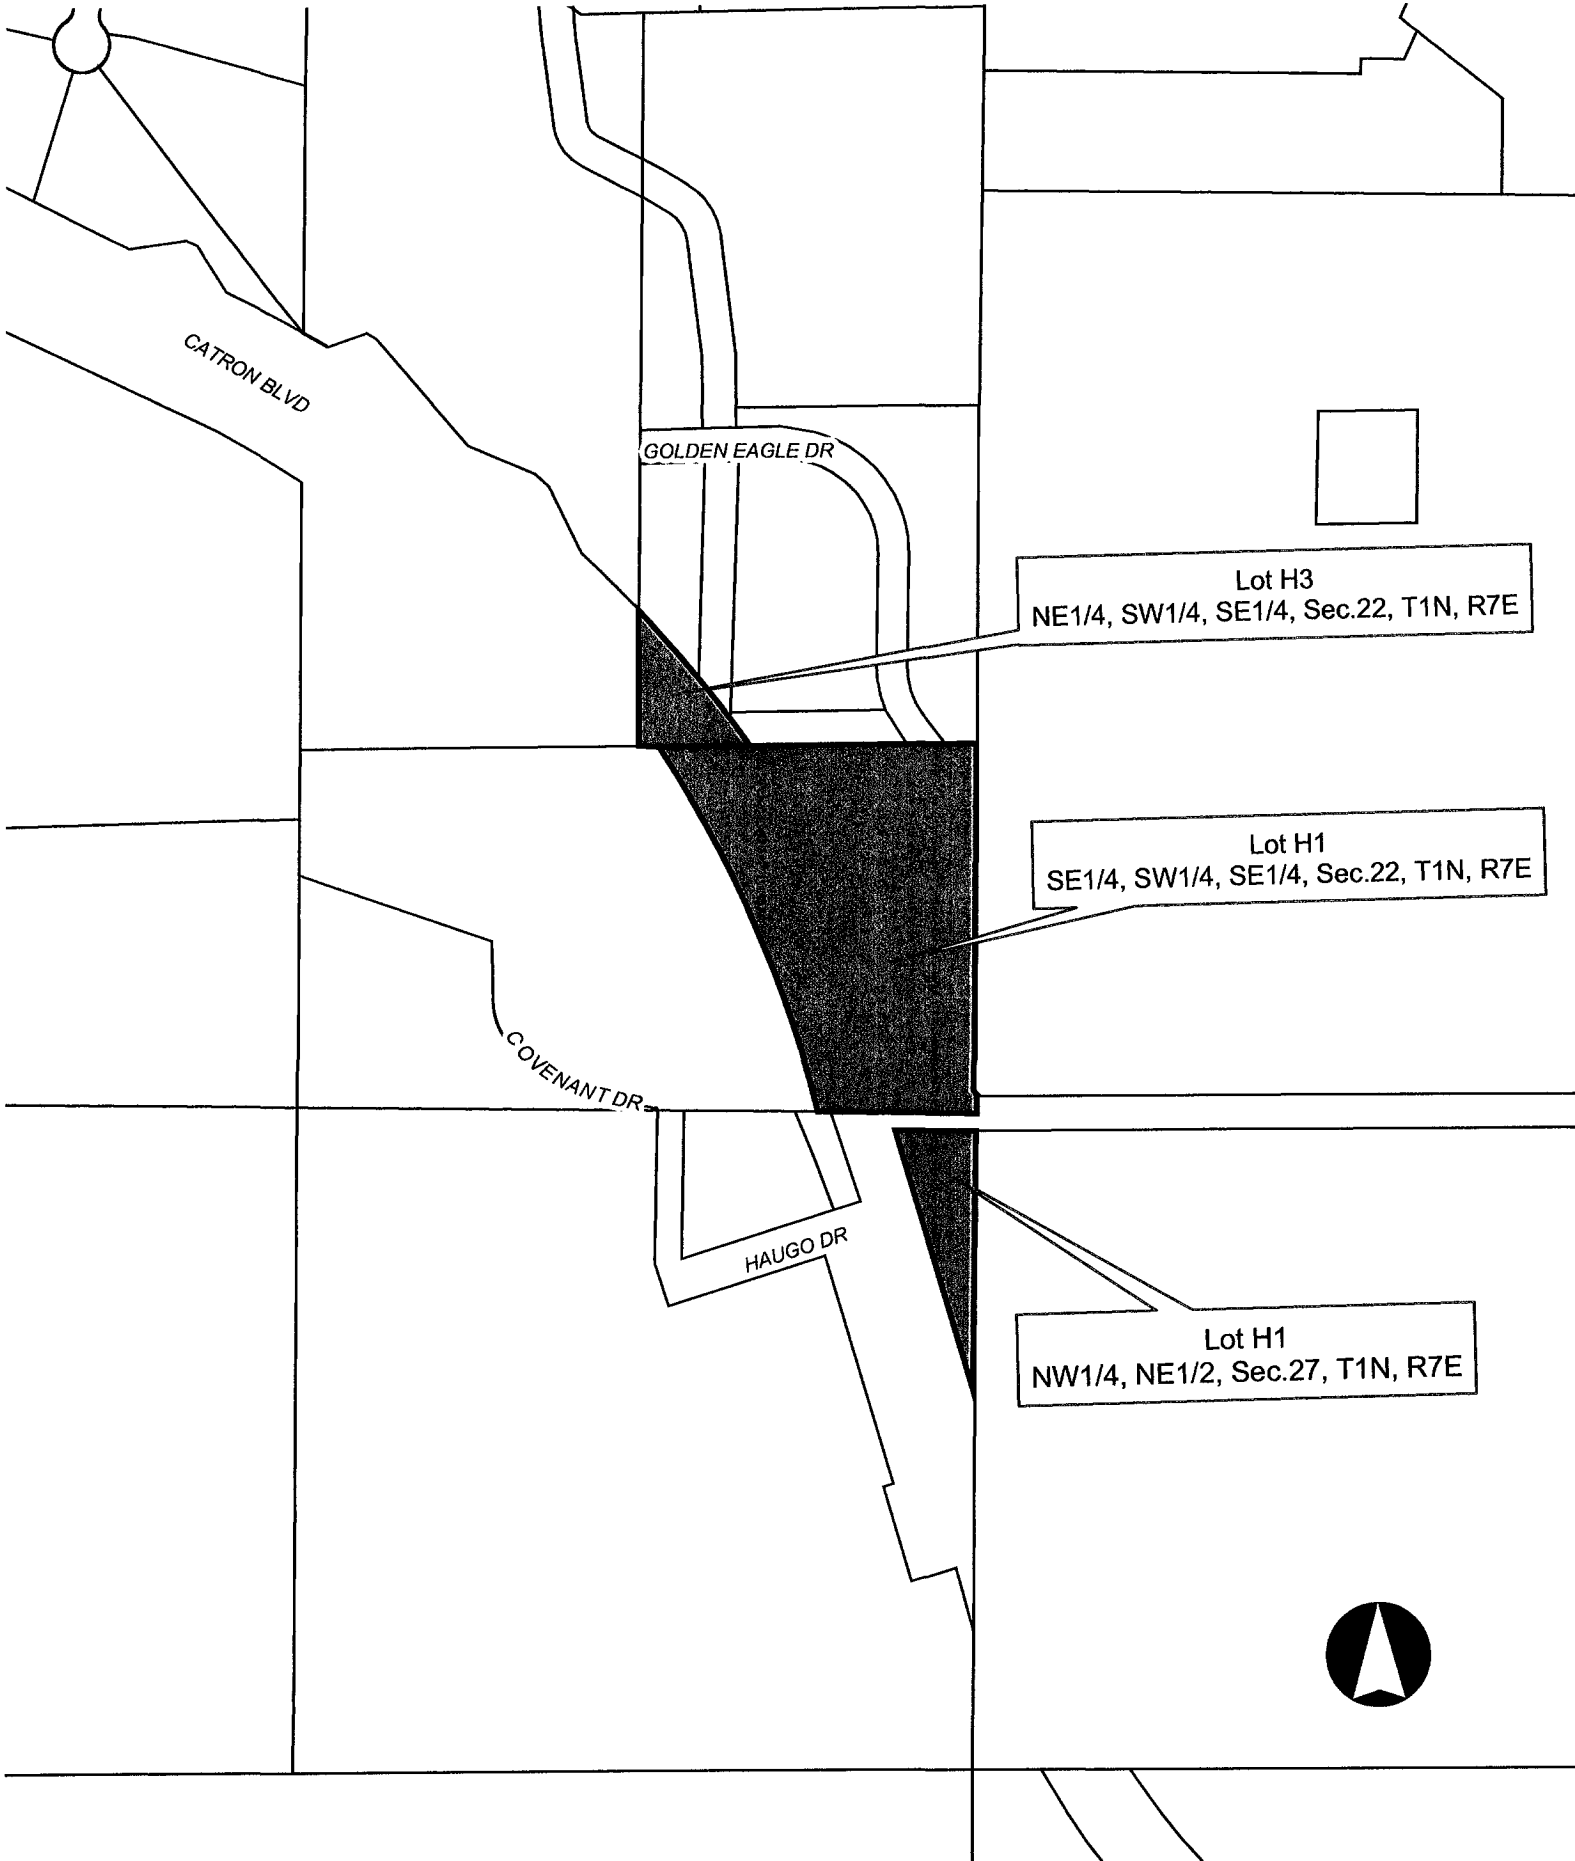 CATRON BLVD
GOLDEN EAGLE DR
Lot H3
NE1/4, SW1/4, SE1/4, Sec.22, T1N, R7E
Lot H1
SE1/4, SW1/4, SE1/4, Sec.22, T1N, R7E
COVENANT DR
HAUGO DR
Lot H1
NW1/4, NE1/2, Sec.27, T1N, R7E